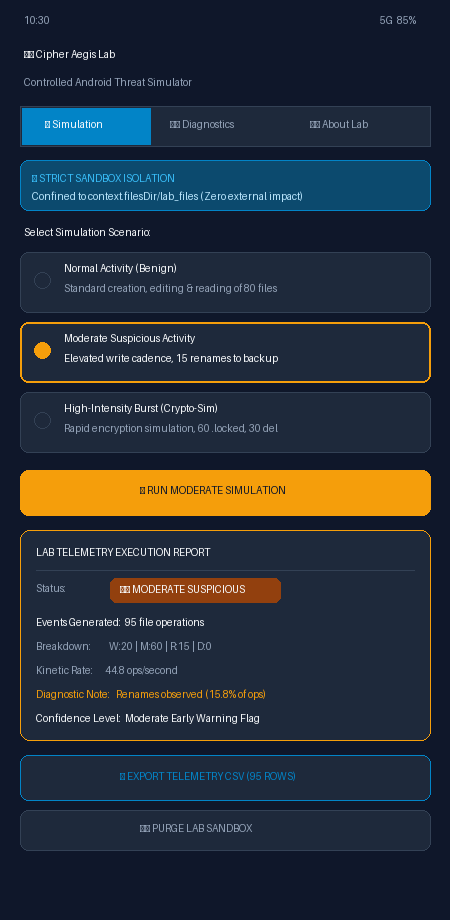 10:30 5G 85%
Cipher Aegis Lab
Controlled Android Threat Simulator
Simulation Diagnostics About Lab
STRICT SANDBOX ISOLATION
Confined to context.filesDir/lab_files (Zero external impact)
Select Simulation Scenario:
Normal Activity (Benign)
Standard creation, editing & reading of 80 files
Moderate Suspicious Activity
Elevated write cadence, 15 renames to backup
High-Intensity Burst (Crypto-Sim)
Rapid encryption simulation, 60 .locked, 30 del
RUN MODERATE SIMULATION
LAB TELEMETRY EXECUTION REPORT
Status: MODERATE SUSPICIOUS
Events Generated: 95 file operations
Breakdown: W:20 | M:60 | R:15 | D:0
Kinetic Rate: 44.8 ops/second
Diagnostic Note: Renames observed (15.8% of ops)
Confidence Level: Moderate Early Warning Flag
EXPORT TELEMETRY CSV (95 ROWS)
PURGE LAB SANDBOX